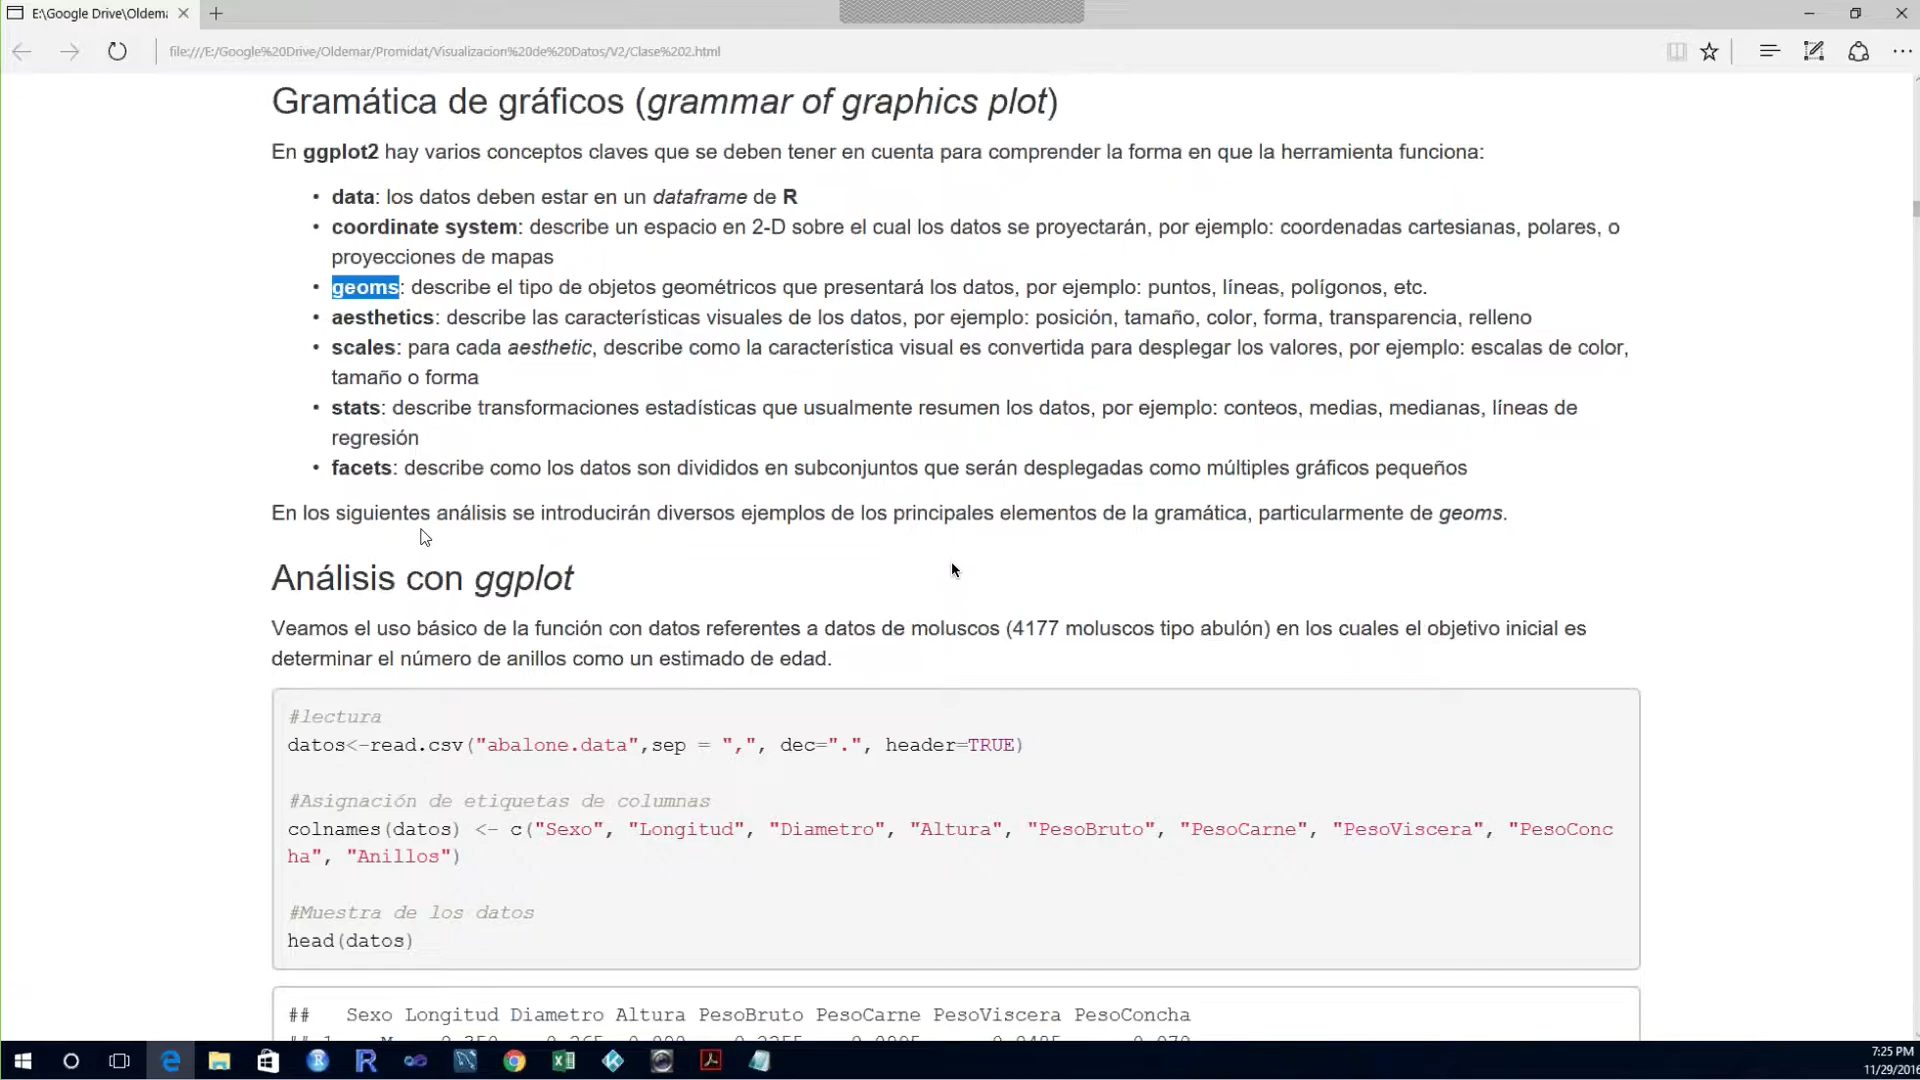 E:\Google Drive\Oldema
file:///E:/Google%20Drive/Oldemar/Promidat/Visualizacion%20de%20Datos/V2/Clase%202.html
Gramática de gráficos (grammar of graphics plot)
En ggplot2 hay varios conceptos claves que se deben tener en cuenta para comprender la forma en que la herramienta funciona:
• data: los datos deben estar en un dataframe de R
• coordinate system: describe un espacio en 2-D sobre el cual los datos se proyectarán, por ejemplo: coordenadas cartesianas, polares, o
proyecciones de mapas
• geoms: describe el tipo de objetos geométricos que presentará los datos, por ejemplo: puntos, líneas, polígonos, etc.
• aesthetics: describe las características visuales de los datos, por ejemplo: posición, tamaño, color, forma, transparencia, relleno
• scales: para cada aesthetic, describe como la característica visual es convertida para desplegar los valores, por ejemplo: escalas de color,
tamaño o forma
• stats: describe transformaciones estadísticas que usualmente resumen los datos, por ejemplo: conteos, medias, medianas, líneas de
regresión
• facets: describe como los datos son divididos en subconjuntos que serán desplegadas como múltiples gráficos pequeños
En los siguientes análisis se introducirán diversos ejemplos de los principales elementos de la gramática, particularmente de geoms.
Análisis con ggplot
Veamos el uso básico de la función con datos referentes a datos de moluscos (4177 moluscos tipo abulón) en los cuales el objetivo inicial es
determinar el número de anillos como un estimado de edad.
#lectura
datos<-read.csv("abalone.data",sep = ",", dec=".", header=TRUE)
#Asignación de etiquetas de columnas
colnames(datos) <- c("Sexo", "Longitud", "Diametro", "Altura", "PesoBruto", "PesoCarne", "PesoViscera", "PesoConc
ha", "Anillos")
#Muestra de los datos
head(datos)
## Sexo Longitud Diametro Altura PesoBruto PesoCarne PesoViscera PesoConcha
7:25 PM
11/29/2016